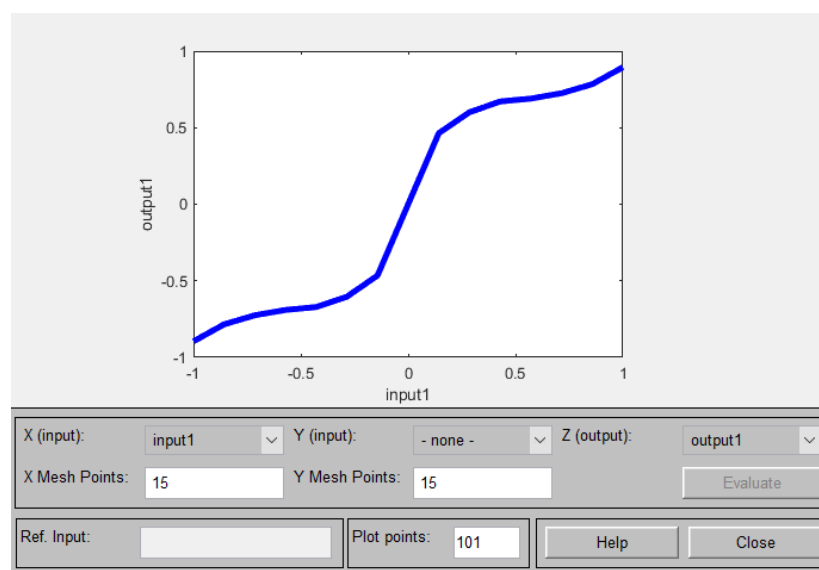 1
0.5
0
-0.5
-1
output1
-1
-0.5
0
0.5
1
input1
X (input):
input1
Y (input):
- none -
Z (output):
output1
X Mesh Points:
15
Y Mesh Points:
15
Evaluate
Ref. Input:
Plot points:
101
Help
Close